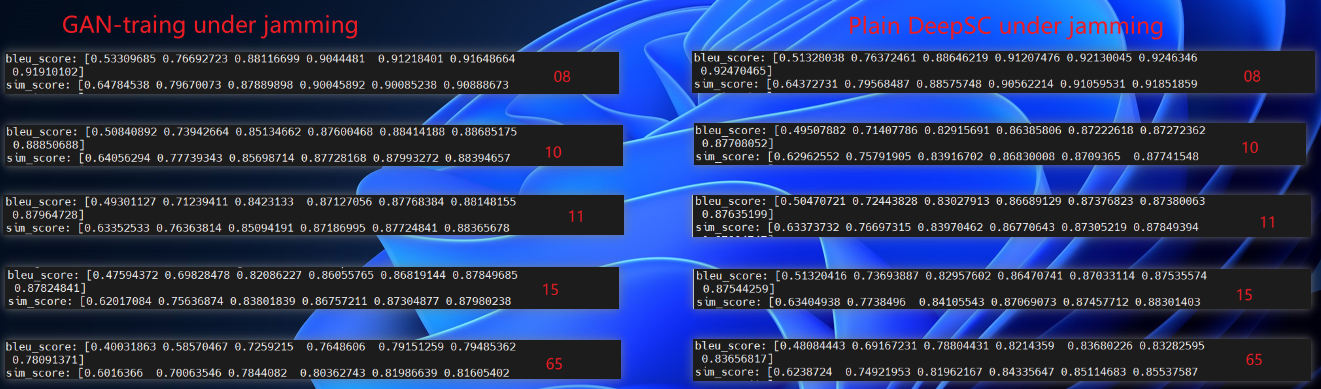 GAN-traing under jamming
bleu_score: [0.53309685 0.76692723 0.88116699 0.9044481  0.91218401 0.91648664
0.91910102]
sim_score: [0.64784538 0.79670073 0.87889898 0.90045892 0.90085238 0.90888673
08
bleu_score: [0.50840892 0.73942664 0.85134662 0.87600468 0.88414188 0.88685175
0.88850688]
sim_score: [0.64056294 0.77739343 0.85698714 0.87728168 0.87993272 0.88394657
10
bleu_score: [0.49301127 0.71239411 0.8423133  0.87127056 0.87768384 0.88148155
0.87964728]
sim_score: [0.63352533 0.76363814 0.85094191 0.87186995 0.87724841 0.88365678
11
bleu_score: [0.47594372 0.69828478 0.82086227 0.86055765 0.86819144 0.87849685
0.87824841]
sim_score: [0.62017084 0.75636874 0.83801839 0.86757211 0.87304877 0.87980238
15
bleu_score: [0.40031863 0.58570467 0.7259215  0.7648606  0.79151259 0.79485362
0.78091371]
sim_score: [0.6016366  0.70063546 0.7844082  0.80362743 0.81986639 0.81605402
65
Plain DeepSC under jamming
bleu_score: [0.51328038 0.76372461 0.88646219 0.91207476 0.92130045 0.9246346
0.92470465]
sim_score: [0.64372731 0.79568487 0.88575748 0.90562214 0.91059531 0.91851859
08
bleu_score: [0.49507882 0.71407786 0.82915691 0.86385806 0.87222618 0.87272362
0.87708052]
sim_score: [0.62962552 0.75791905 0.83916702 0.86830008 0.8709365  0.87741548
10
bleu_score: [0.50470721 0.72443828 0.83027913 0.86689129 0.87376823 0.87380063
0.87635199]
sim_score: [0.63373732 0.76697315 0.83970462 0.86770643 0.87305219 0.87849394
11
bleu_score: [0.51320416 0.73693887 0.82957602 0.86470741 0.87033114 0.87535574
0.87544259]
sim_score: [0.63404938 0.7738496  0.84105543 0.87069073 0.87457712 0.88301403
15
bleu_score: [0.48084443 0.69167231 0.78804431 0.8214359  0.83680226 0.83282595
0.83656817]
sim_score: [0.6238724  0.74921953 0.81962167 0.84335647 0.85114683 0.85537587
65